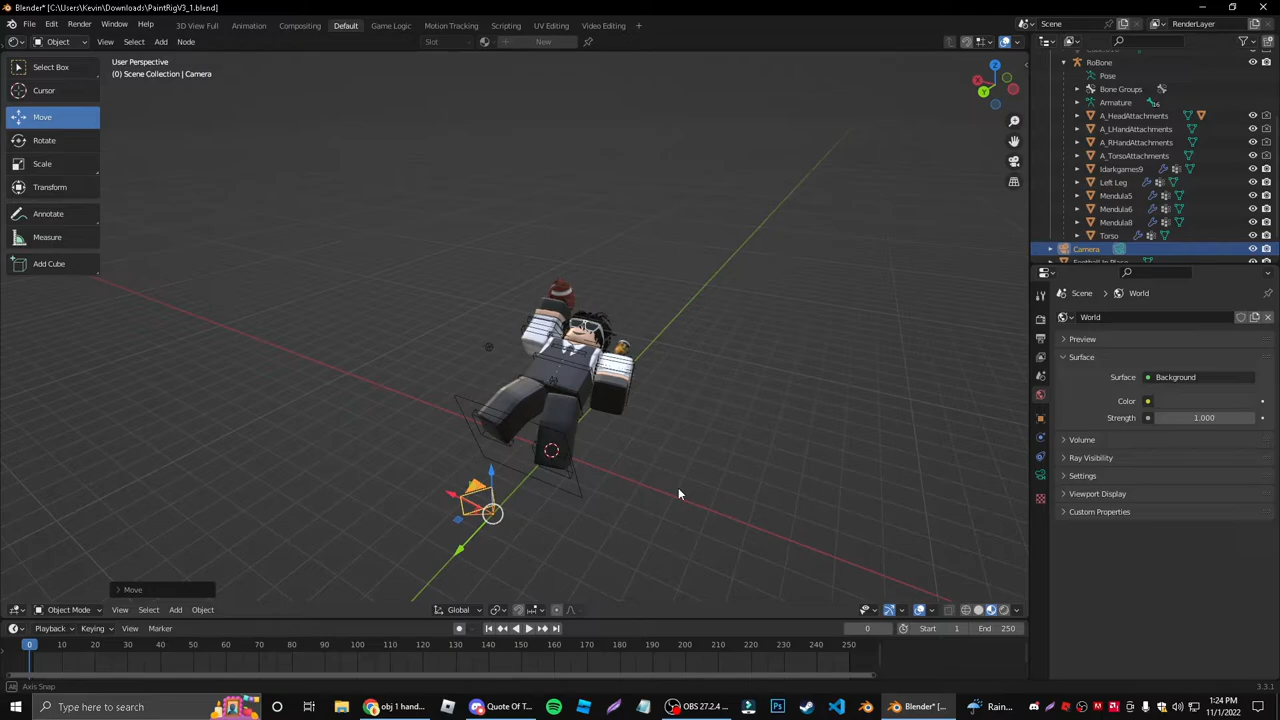 Blender* [C:\Users\Kevin\Downloads\PaintRigV3_1.blend]
File Edit Render Window Help 3D View Full Animation Compositing Default Game Logic Motion Tracking Scripting UV Editing Video Editing Scene RenderLayer
Object View Select Add Node Slot New
Select Box
Cursor
Move
Rotate
Scale
Transform
Annotate
Measure
Add Cube
User Perspective
(0) Scene Collection | Camera
X
Y
Z
RoBone
Pose
Bone Groups
Armature 16
A_HeadAttachments
A_LHandAttachments
A_RHandAttachments
A_TorsoAttachments
Idarkgames9
Left Leg
Mendula5
Mendula6
Mendula8
Torso
Camera
Scene > World
World
Preview
Surface
Surface Background
Color
Strength 1.000
Volume
Ray Visibility
Settings
Viewport Display
Custom Properties
Move
Object Mode View Select Add Object Global
Playback Keying View Marker 0 Start 1 End 250
0 10 20 30 40 50 60 70 80 90 100 110 120 130 140 150 160 170 180 190 200 210 220 230 240 250
Axis Snap 3.3.1
Type here to search obj 1 hand... Quote Of T... OBS 27.2.4 ... Blender* [... Rain... 1:24 PM
11/1/2022